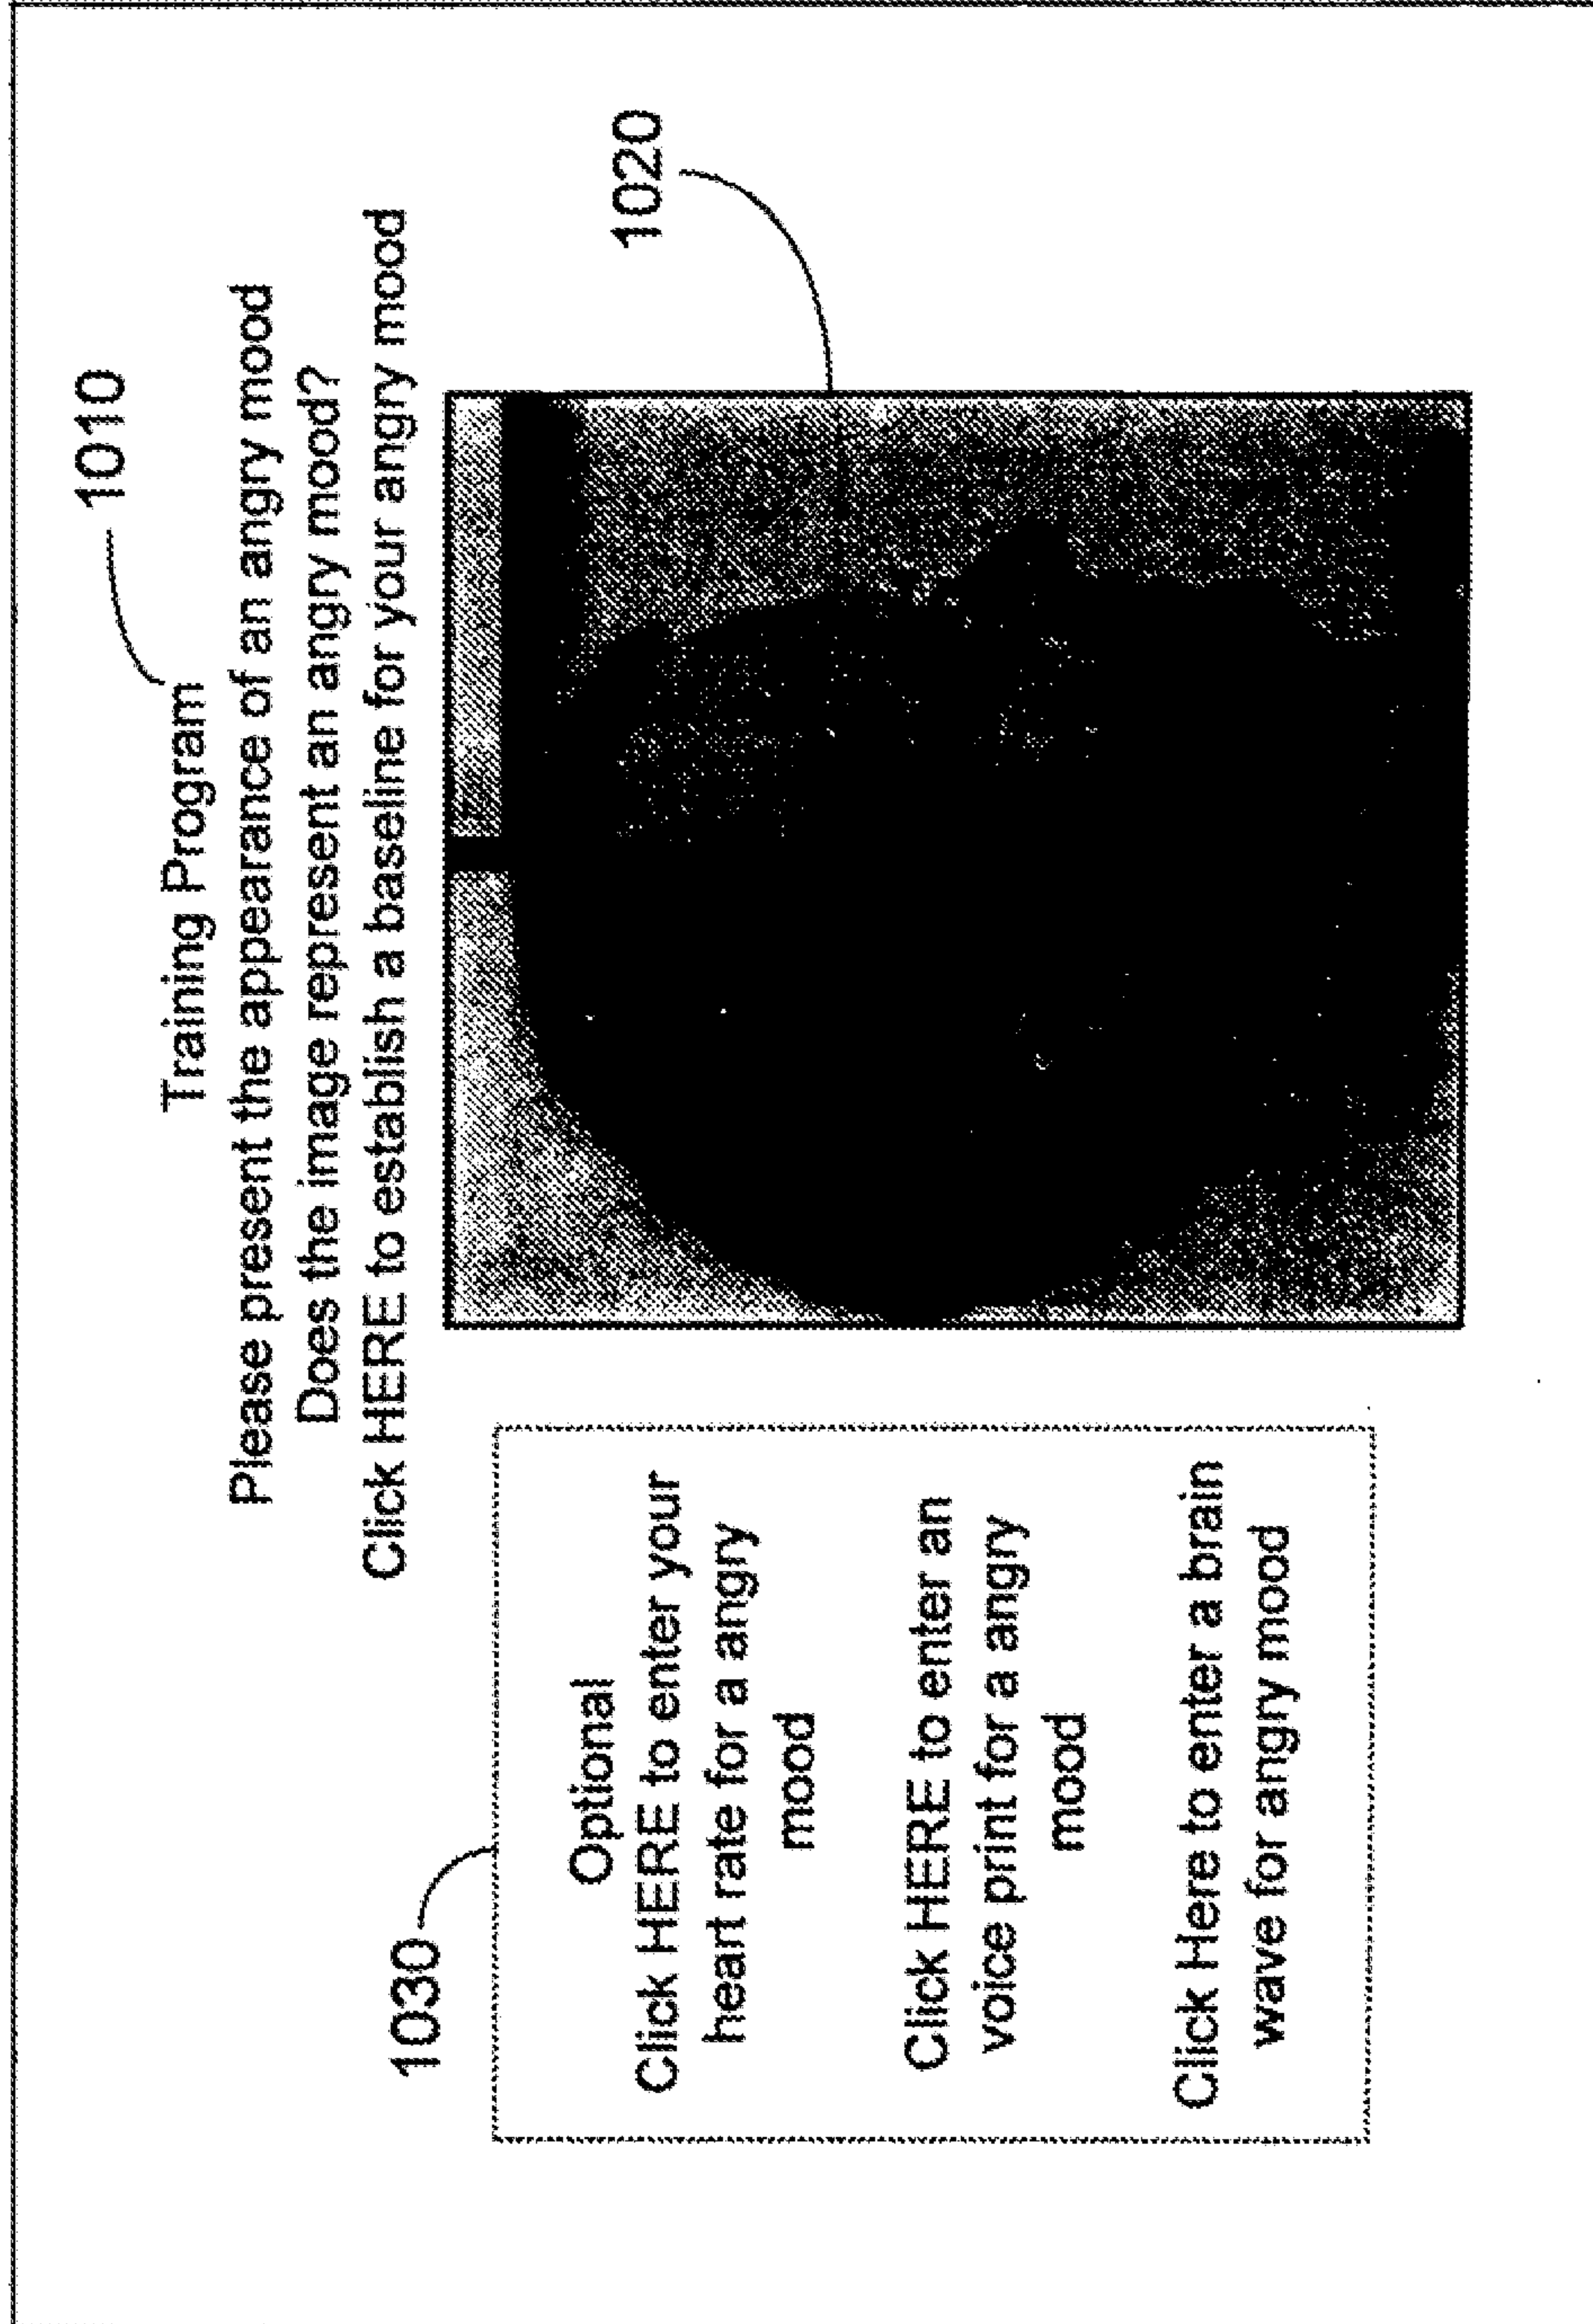 1010
Training Program
Please present the appearance of an angry mood
Does the image represent an angry mood?
Click HERE to establish a baseline for your angry mood
1030
1020
Optional
Click HERE to enter your
heart rate for a angry
mood
Click HERE to enter an
voice print for a angry
mood
Click Here to enter a brain
wave for angry mood